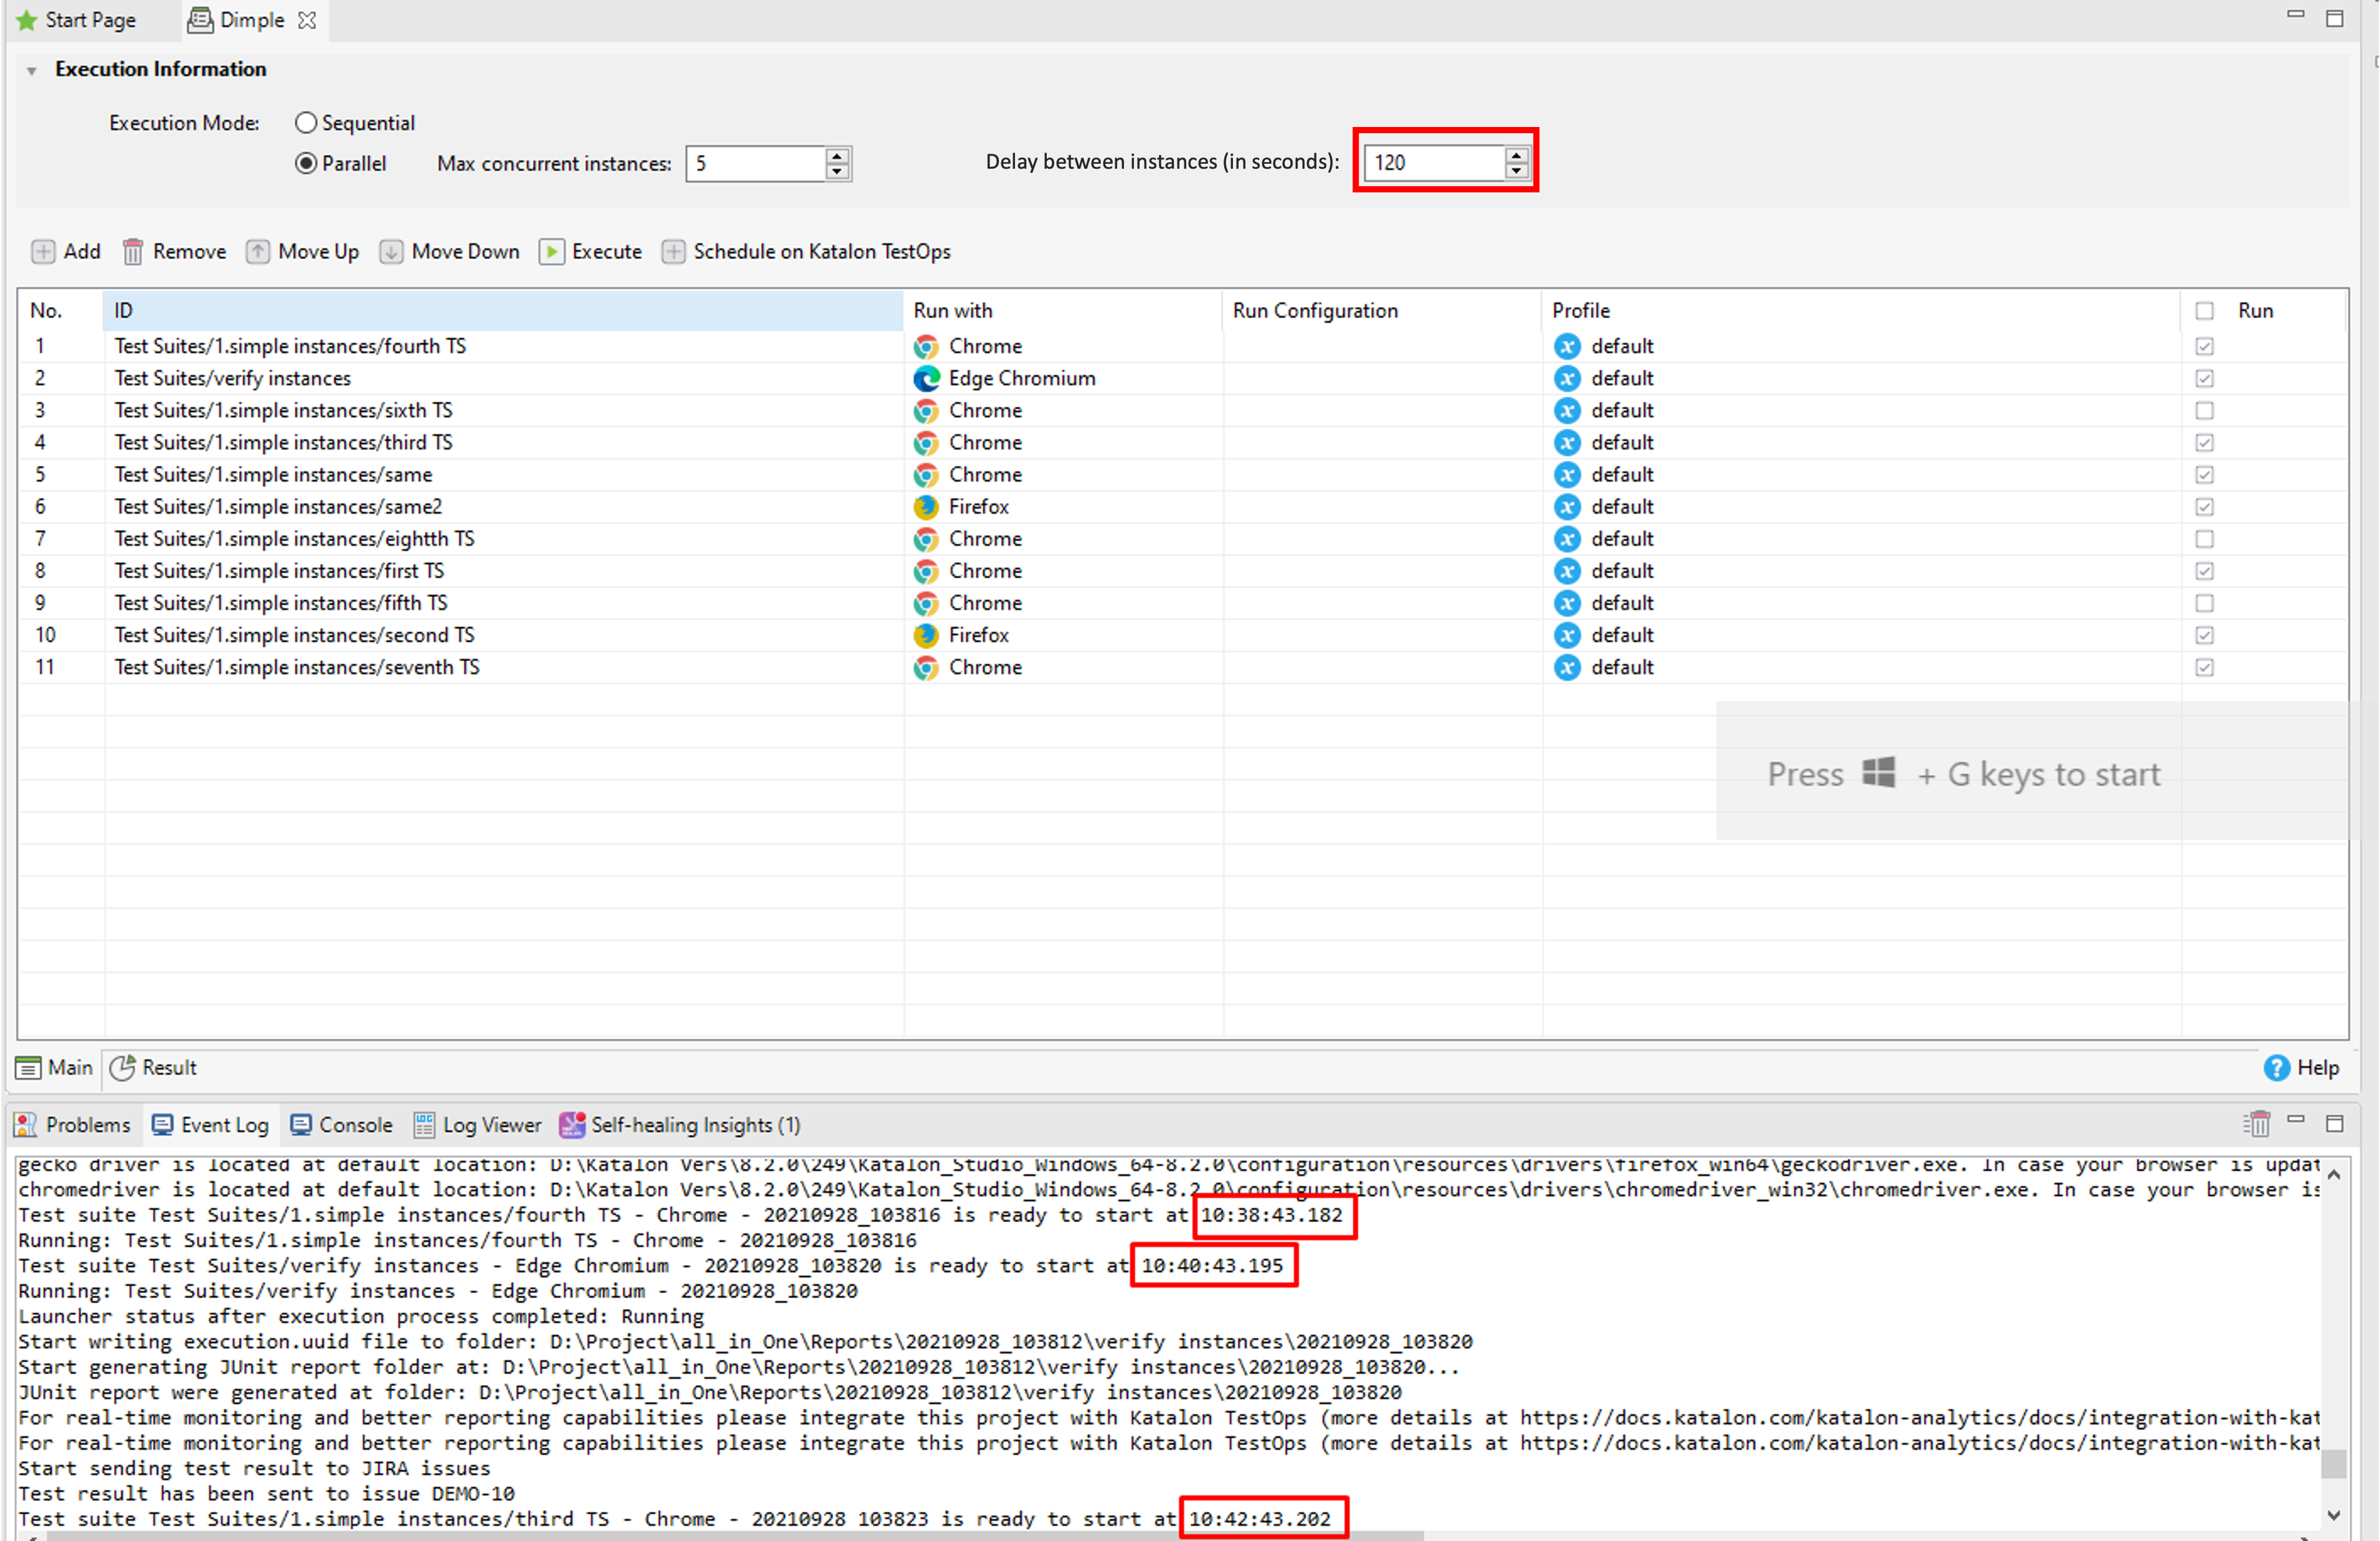 Start Page Dimple
Execution Information
Execution Mode: Sequential
Parallel Max concurrent instances: 5 Delay between instances (in seconds): 120
Add Remove Move Up Move Down Execute Schedule on Katalon TestOps
No. ID Run with Run Configuration Profile Run
1 Test Suites/1.simple instances/fourth TS Chrome default
2 Test Suites/verify instances Edge Chromium default
3 Test Suites/1.simple instances/sixth TS Chrome default
4 Test Suites/1.simple instances/third TS Chrome default
5 Test Suites/1.simple instances/same Chrome default
6 Test Suites/1.simple instances/same2 Firefox default
7 Test Suites/1.simple instances/eightth TS Chrome default
8 Test Suites/1.simple instances/first TS Chrome default
9 Test Suites/1.simple instances/fifth TS Chrome default
10 Test Suites/1.simple instances/second TS Firefox default
11 Test Suites/1.simple instances/seventh TS Chrome default
Press + G keys to start
Main Result Help
Problems Event Log Console Log Viewer Self-healing Insights (1)
gecko driver is located at default location: D:\Katalon Vers\8.2.0\249\Katalon_Studio_Windows_64-8.2.0\configuration\resources\drivers\firefox_win64\geckodriver.exe. In case your browser is updat
chromedriver is located at default location: D:\Katalon Vers\8.2.0\249\Katalon_Studio_Windows_64-8.2.0\configuration\resources\drivers\chromedriver_win32\chromedriver.exe. In case your browser is
Test suite Test Suites/1.simple instances/fourth TS - Chrome - 20210928_103816 is ready to start at 10:38:43.182
Running: Test Suites/1.simple instances/fourth TS - Chrome - 20210928_103816
Test suite Test Suites/verify instances - Edge Chromium - 20210928_103820 is ready to start at 10:40:43.195
Running: Test Suites/verify instances - Edge Chromium - 20210928_103820
Launcher status after execution process completed: Running
Start writing execution.uuid file to folder: D:\Project\all_in_One\Reports\20210928_103812\verify instances\20210928_103820
Start generating JUnit report folder at: D:\Project\all_in_One\Reports\20210928_103812\verify instances\20210928_103820...
JUnit report were generated at folder: D:\Project\all_in_One\Reports\20210928_103812\verify instances\20210928_103820
For real-time monitoring and better reporting capabilities please integrate this project with Katalon TestOps (more details at https://docs.katalon.com/katalon-analytics/docs/integration-with-kat
For real-time monitoring and better reporting capabilities please integrate this project with Katalon TestOps (more details at https://docs.katalon.com/katalon-analytics/docs/integration-with-kat
Start sending test result to JIRA issues
Test result has been sent to issue DEMO-10
Test suite Test Suites/1.simple instances/third TS - Chrome - 20210928 103823 is ready to start at 10:42:43.202